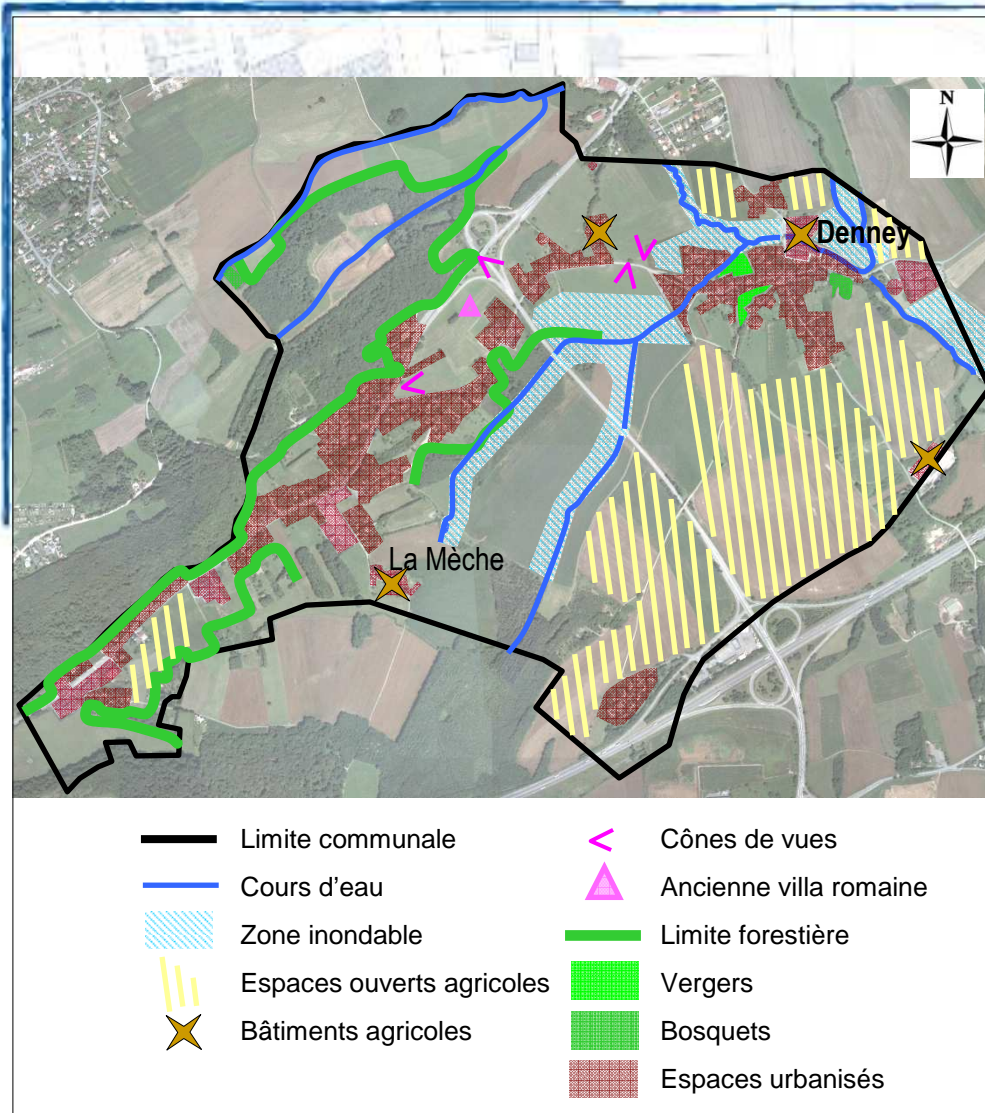 N
Denney
La Mèche
Limite communale
Cours d'eau
Zone inondable
Espaces ouverts agricoles
Bâtiments agricoles
Cônes de vues
Ancienne villa romaine
Limite forestière
Vergers
Bosquets
Espaces urbanisés